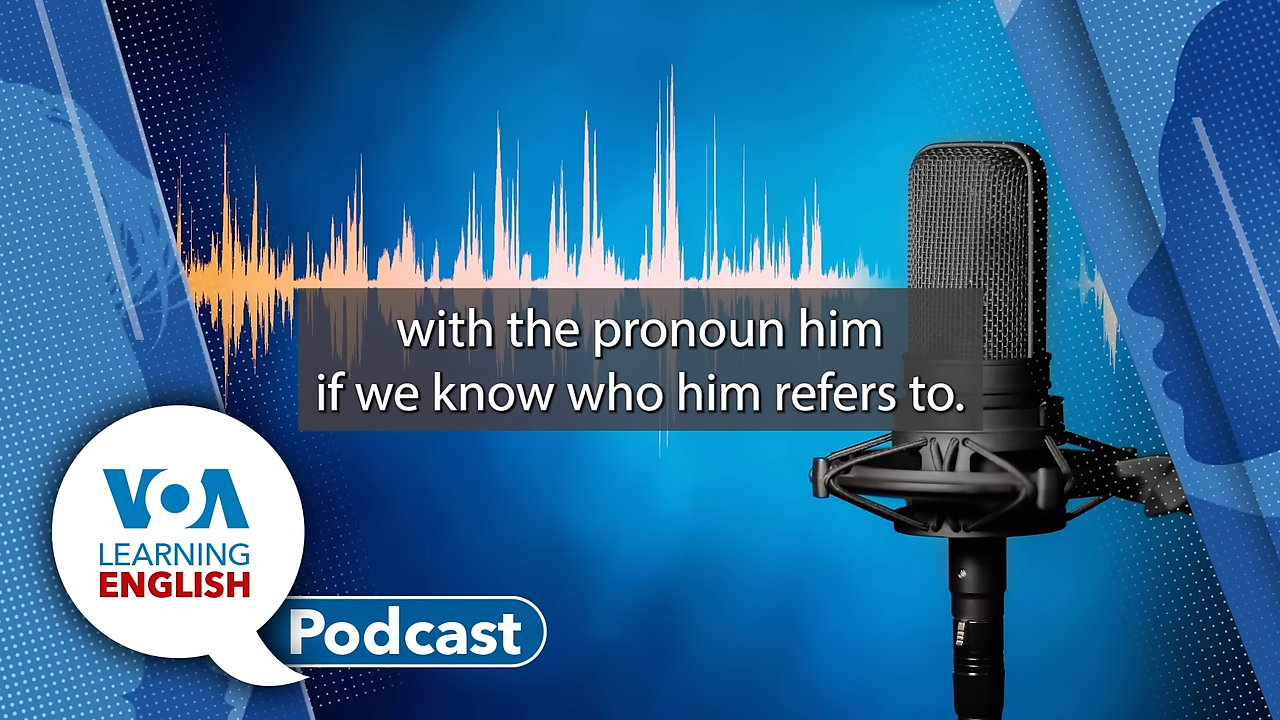 with the pronoun him
if we know who him refers to.
VOA
LEARNING
ENGLISH
Podcast